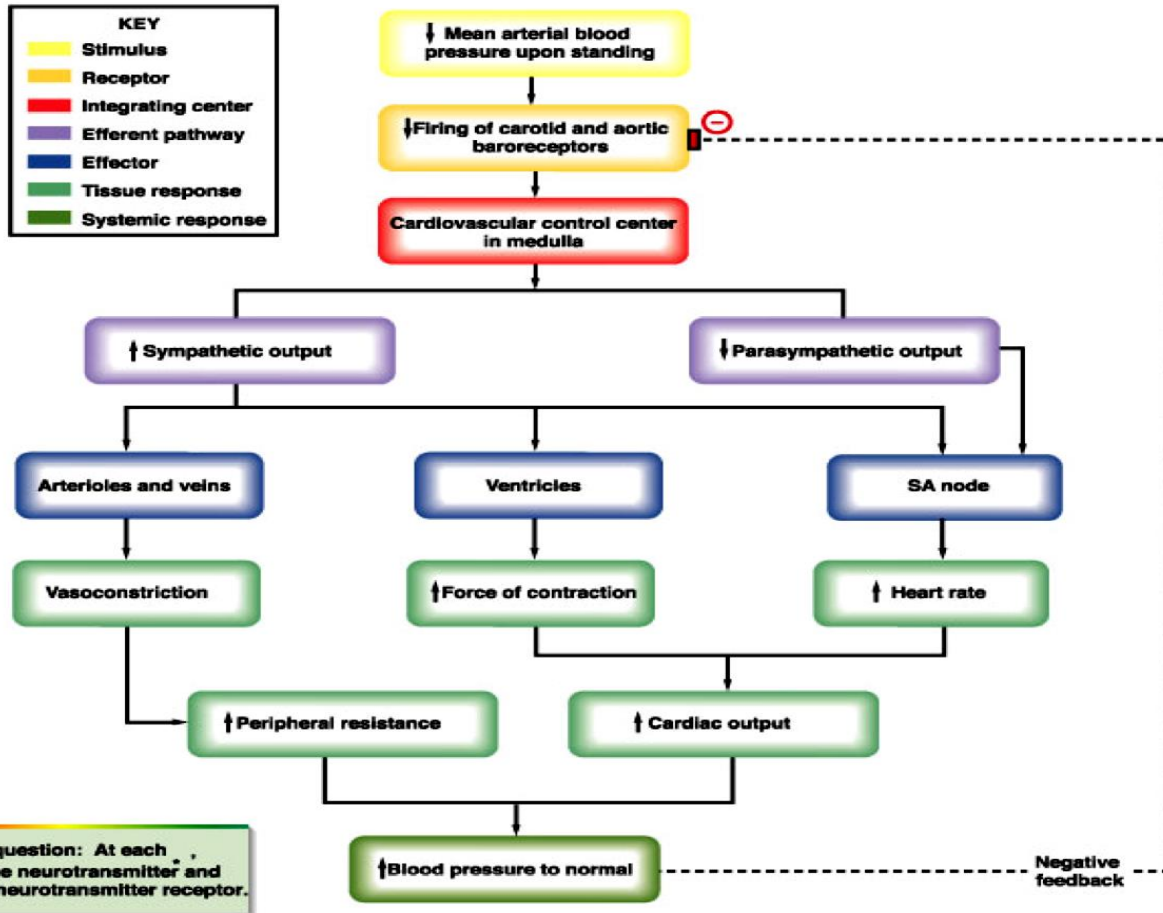 KEY
Stimulus
Receptor
Integrating center
Efferent pathway
Effector
Tissue response
Systemic response
↓ Mean arterial blood
pressure upon standing
↓Firing of carotid and aortic
baroreceptors
Cardiovascular control center
in medulla
↑ Sympathetic output
↓ Parasympathetic output
Arterioles and veins
Ventricles
SA node
Vasoconstriction
↑Force of contraction
↑ Heart rate
↑Peripheral resistance
↑ Cardiac output
↑Blood pressure to normal
Negative
feedback
question: At each
neurotransmitter and
neurotransmitter receptor.